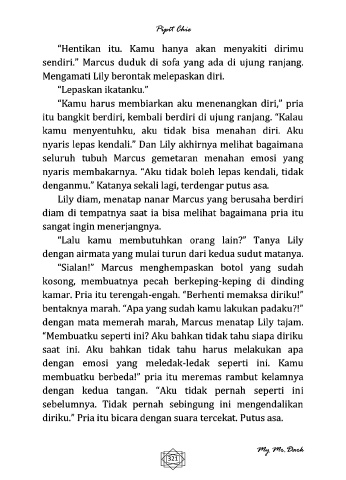 Pipit Chie
“Hentikan itu. Kamu hanya akan menyakiti dirimu
sendiri.” Marcus duduk di sofa yang ada di ujung ranjang.
Mengamati Lily berontak melepaskan diri.
“Lepaskan ikatanku.”
“Kamu harus membiarkan aku menenangkan diri,” pria
itu bangkit berdiri, kembali berdiri di ujung ranjang. “Kalau
kamu menyentuhku, aku tidak bisa menahan diri. Aku
nyaris lepas kendali.” Dan Lily akhirnya melihat bagaimana
seluruh tubuh Marcus gemetaran menahan emosi yang
nyaris membakarnya. “Aku tidak boleh lepas kendali, tidak
denganmu.” Katanya sekali lagi, terdengar putus asa.
Lily diam, menatap nanar Marcus yang berusaha berdiri
diam di tempatnya saat ia bisa melihat bagaimana pria itu
sangat ingin menerjangnya.
“Lalu kamu membutuhkan orang lain?” Tanya Lily
dengan airmata yang mulai turun dari kedua sudut matanya.
“Sialan!” Marcus menghempaskan botol yang sudah
kosong, membuatnya pecah berkeping-keping di dinding
kamar. Pria itu terengah-engah. “Berhenti memaksa diriku!”
bentaknya marah. “Apa yang sudah kamu lakukan padaku?!”
dengan mata memerah marah, Marcus menatap Lily tajam.
“Membuatku seperti ini? Aku bahkan tidak tahu siapa diriku
saat ini. Aku bahkan tidak tahu harus melakukan apa
dengan emosi yang meledak-ledak seperti ini. Kamu
membuatku berbeda!” pria itu meremas rambut kelamnya
dengan kedua tangan. “Aku tidak pernah seperti ini
sebelumnya. Tidak pernah sebingung ini mengendalikan
diriku.” Pria itu bicara dengan suara tercekat. Putus asa.
My Mr. Dark
321